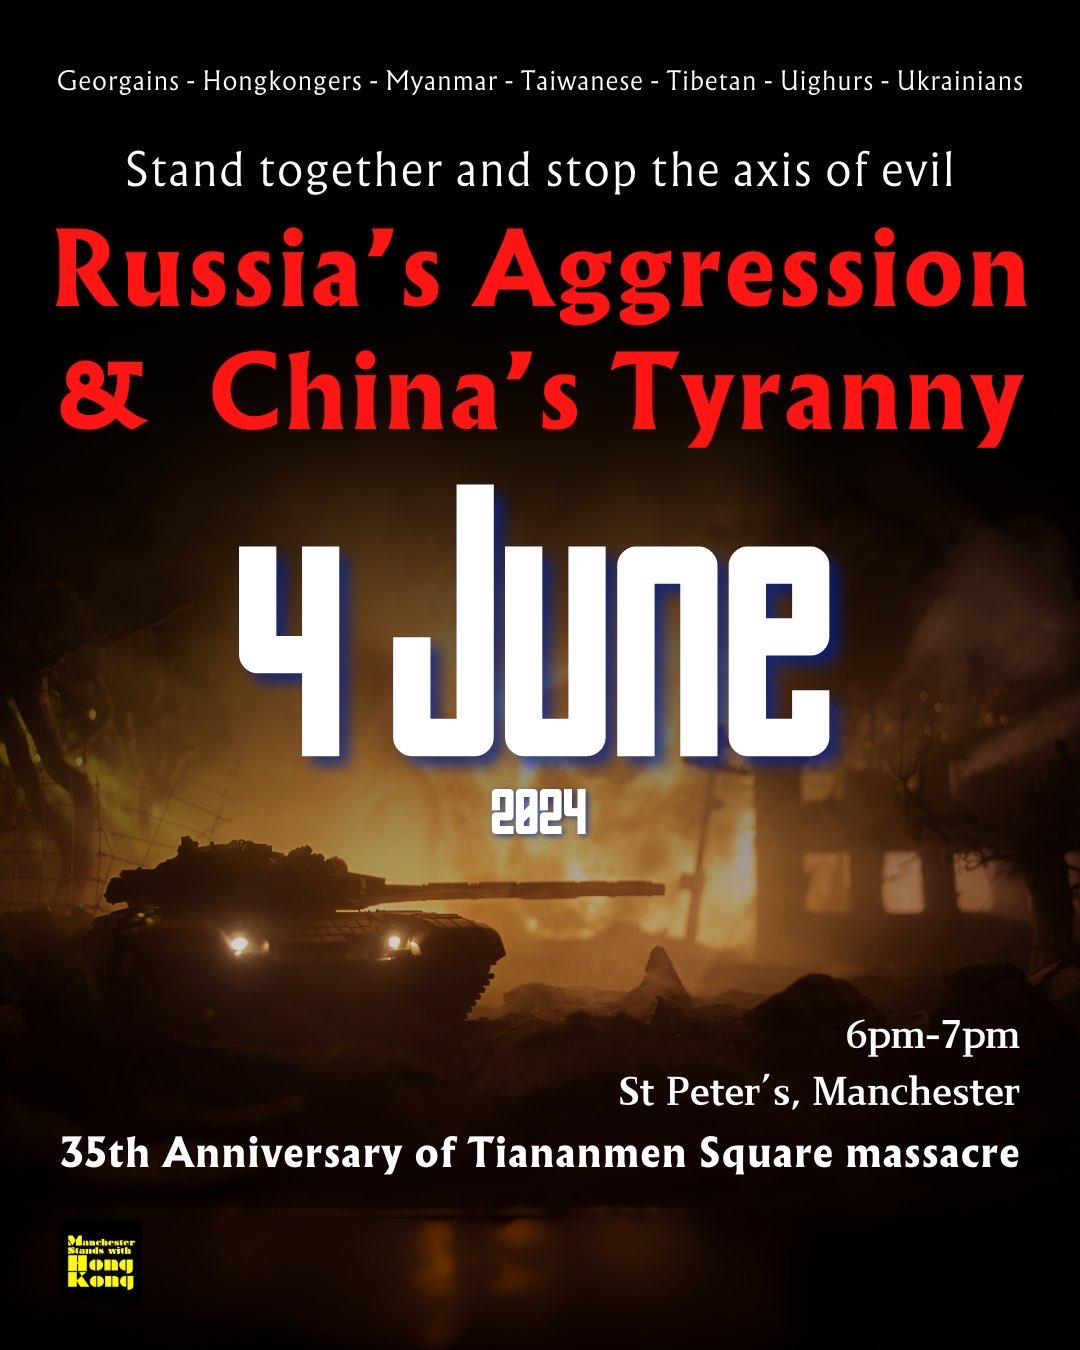 Georgains - Hongkongers - Myanmar - Taiwanese - Tibetan - Uighurs - Ukrainians
Stand together and stop the axis of evil
Russia's Aggression
& China's Tyranny
4 June
2024
6pm-7pm
St Peter´s, Manchester
35th Anniversary of Tiananmen Square massacre
Manchester
Stands with
Hong
Kong